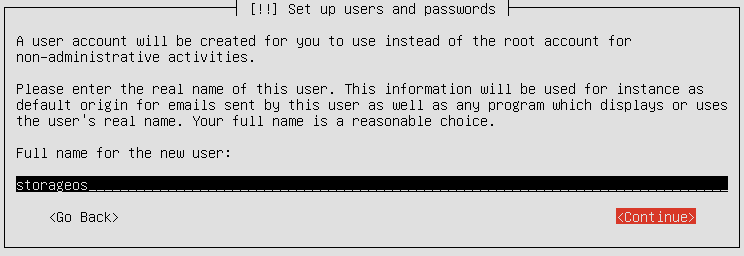 [!!] Set up users and passwords
A user account will be created for you to use instead of the root account for
non-administrative activities.
Please enter the real name of this user. This information will be used for instance as
default origin for emails sent by this user as well as any program which displays or uses
the user's real name. Your full name is a reasonable choice.
Full name for the new user:
storageos
<Go Back> <Continue>